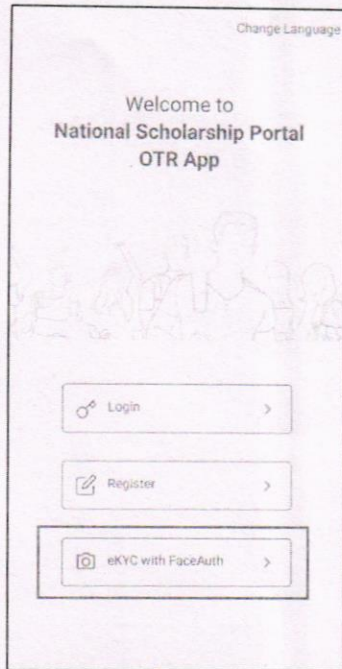 Change Language
Welcome to
National Scholarship Portal
OTR App
Login
Register
eKYC with FaceAuth